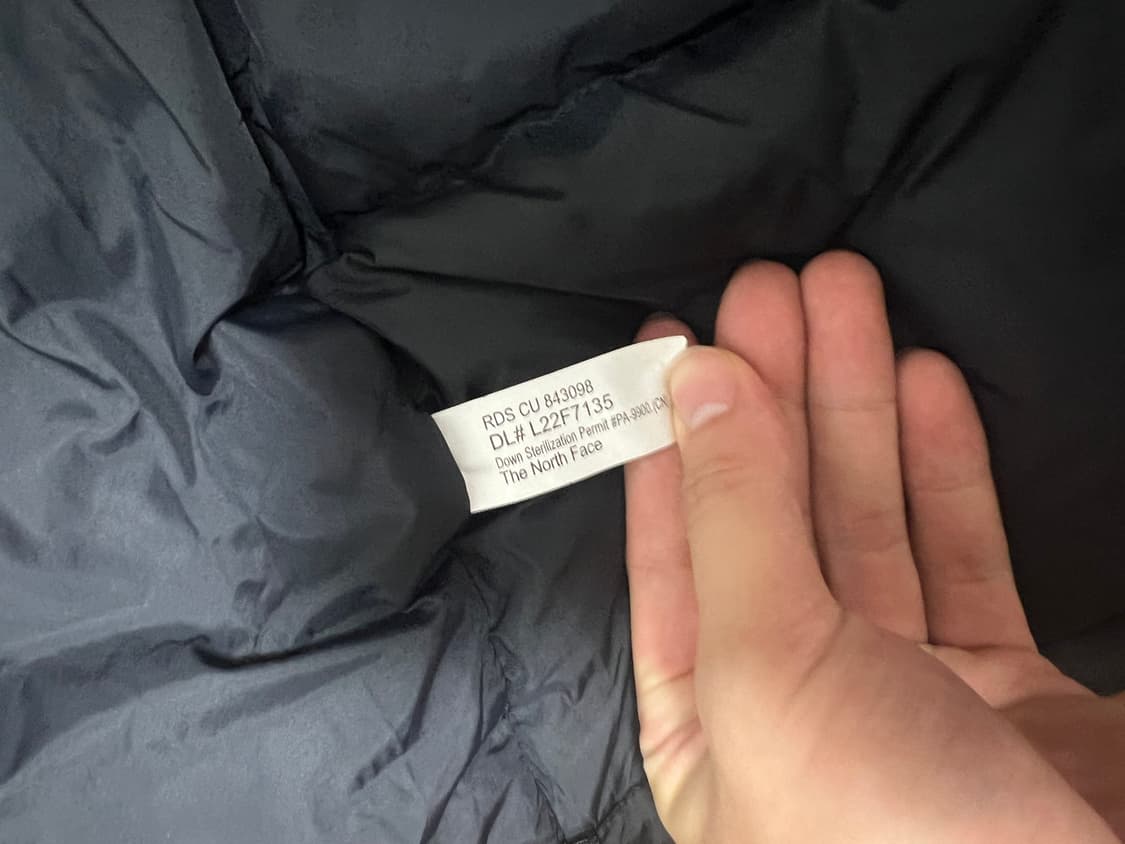 RDS CU 843098
DL# L22F7135
Down Sterilization Permit #PA-9900 (CN
The North Face